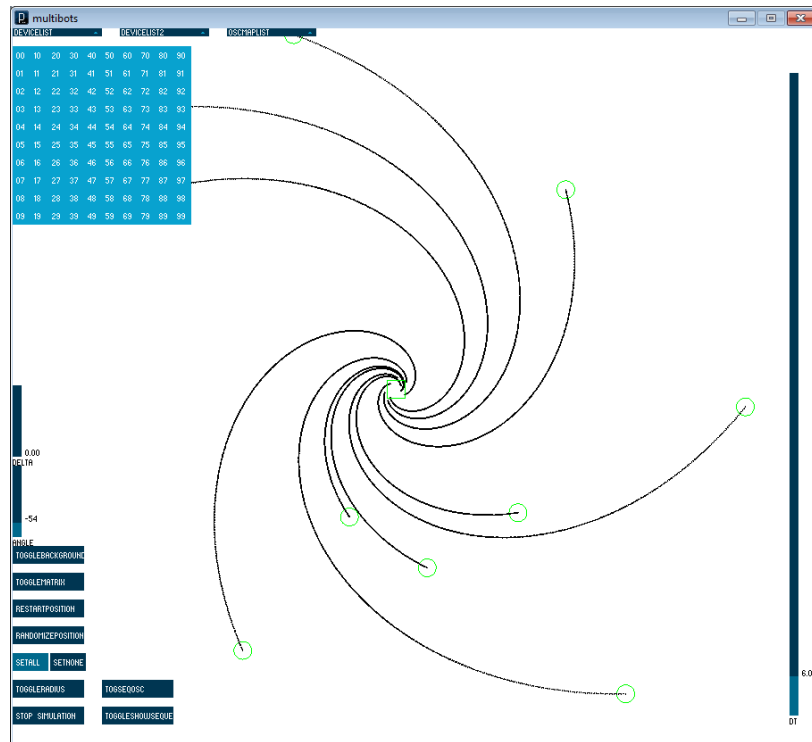 multibots
DEVICELIST DEVICELIST2 OSCMAPLIST
00 10 20 30 40 50 60 70 80 90
01 11 21 31 41 51 61 71 81 91
02 12 22 32 42 52 62 72 82 92
03 13 23 33 43 53 63 73 83 93
04 14 24 34 44 54 64 74 84 94
05 15 25 35 45 55 65 75 85 95
06 16 26 36 46 56 66 76 86 96
07 17 27 37 47 57 67 77 87 97
08 18 28 38 48 58 68 78 88 98
09 19 29 39 49 59 69 79 89 99
0.00
DELTA
-54
ANGLE
TOGGLEBACKGROUND
TOGGLEMATRIX
RESTARTPOSITION
RANDOMIZEPOSITION
SETALL SETNONE
6.0
TOGGLERADIUS TOGSEQOSC
STOP SIMULATION TOGGLESHOWSEQUE
DT